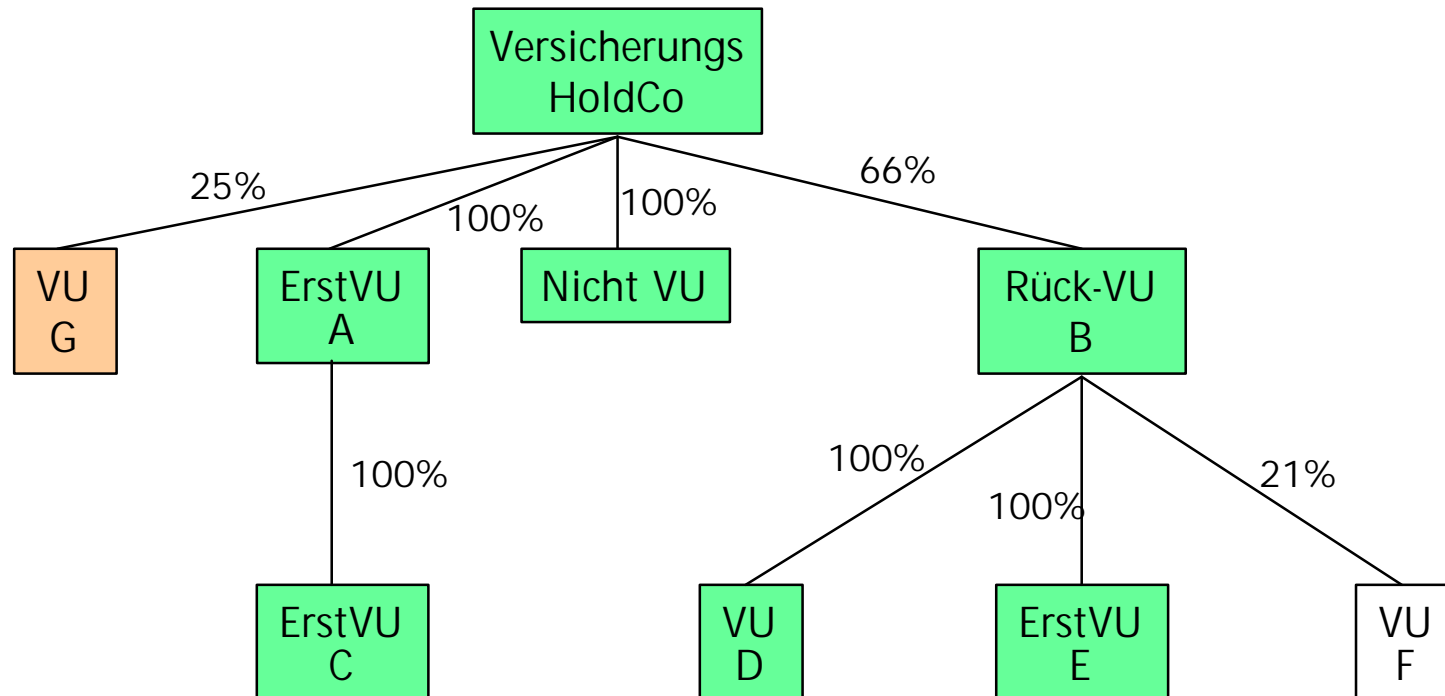 Versicherungs
HoldCo
25%
100%
100%
66%
VU
G
ErstVU
A
Nicht VU
Rück-VU
B
100%
100%
100%
21%
ErstVU
C
VU
D
ErstVU
E
VU
F